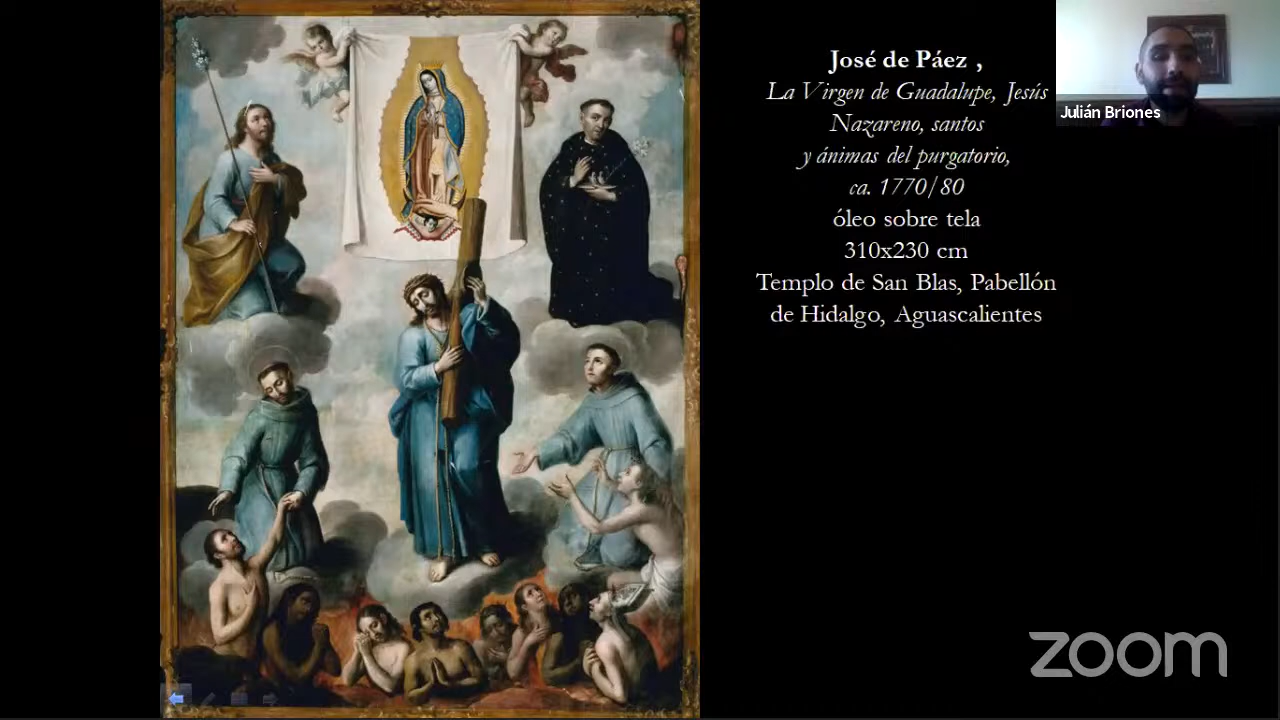 José de Páez ,
La Virgen de Guadalupe, Jesús
Nazareno, santos
y ánimas del purgatorio,
ca. 1770/80
óleo sobre tela
310x230 cm
Templo de San Blas, Pabellón
de Hidalgo, Aguascalientes
Julián Briones
zoom